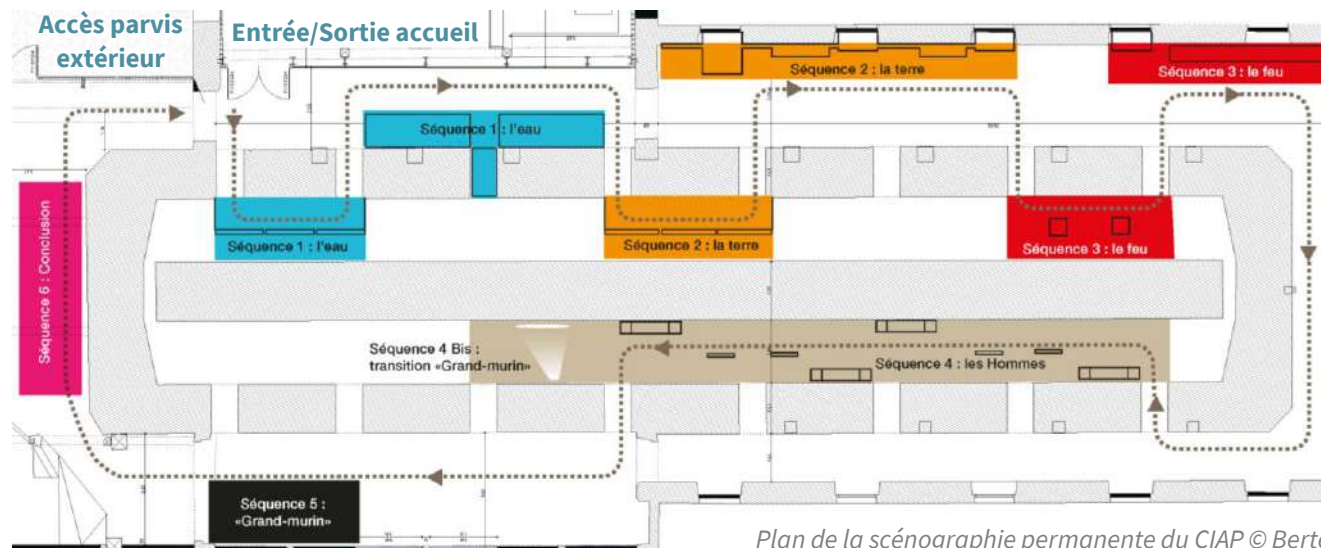 Accès parvis
extérieur
Entrée/Sortie accueil
Séquence 2 : la terre
Séquence 3 : le feu
Séquence 1 : l'eau
Séquence 1 : l'eau
Séquence 2 : la terre
Séquence 3 : le feu
Séquence 6 : Conclusion
Séquence 4 Bis :
transition «Grand-murin»
Séquence 4 : les Hommes
Séquence 5 :
«Grand-murin»
Plan de la scénographie permanente du CIAP © Berto